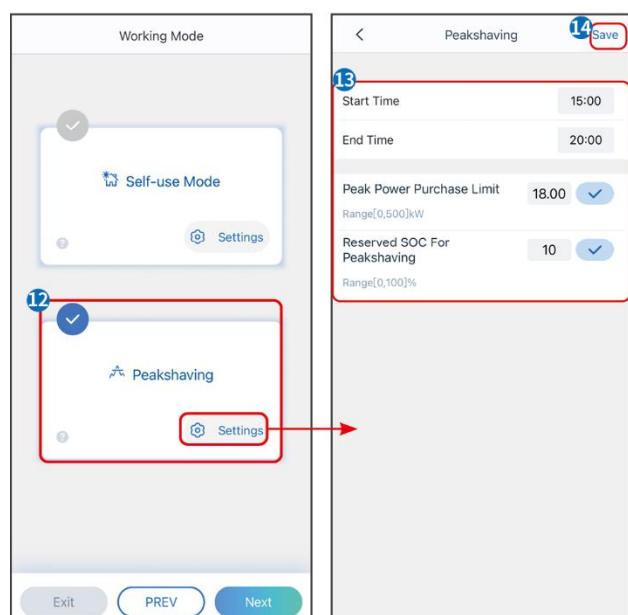 Working Mode
Self-use Mode
Settings
?
12
Peakshaving
Settings
?
Exit
PREV
Next
Peakshaving
14
Save
13
Start Time
15:00
End Time
20:00
Peak Power Purchase Limit
18.00
Range[0,500]kW
Reserved SOC For
Peakshaving
10
Range[0,100]%